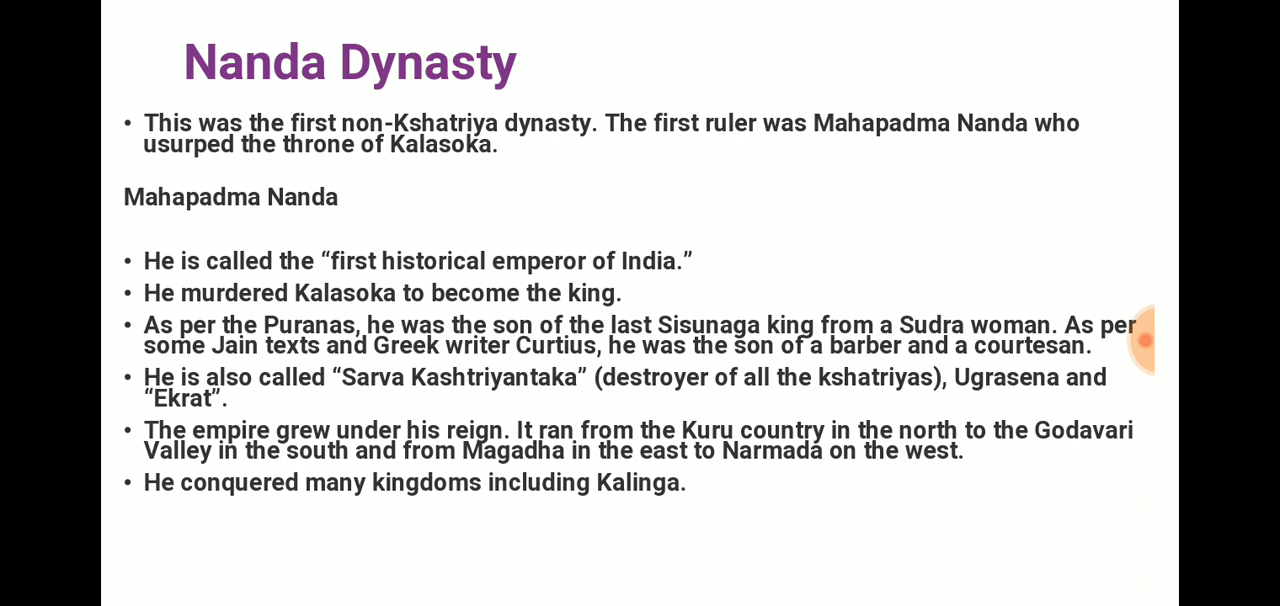 Nanda Dynasty
• This was the first non-Kshatriya dynasty. The first ruler was Mahapadma Nanda who
usurped the throne of Kalasoka.
Mahapadma Nanda
• He is called the “first historical emperor of India.”
• He murdered Kalasoka to become the king.
• As per the Puranas, he was the son of the last Sisunaga king from a Sudra woman. As per
some Jain texts and Greek writer Curtius, he was the son of a barber and a courtesan.
• He is also called “Sarva Kashtriyantaka” (destroyer of all the kshatriyas), Ugrasena and
“Ekrat”.
• The empire grew under his reign. It ran from the Kuru country in the north to the Godavari
Valley in the south and from Magadha in the east to Narmada on the west.
• He conquered many kingdoms including Kalinga.